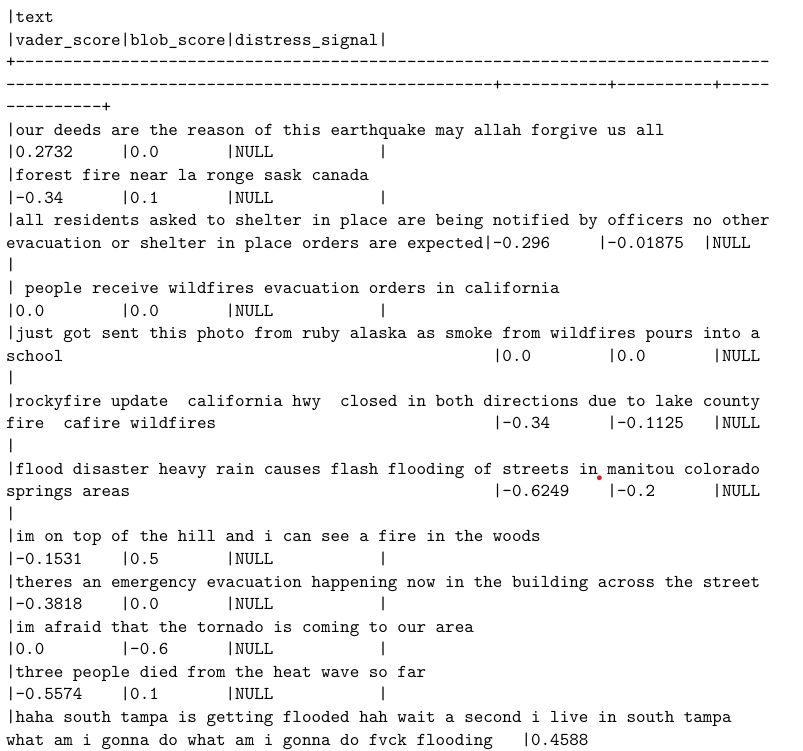 |text
|vader_score|blob_score|distress_signal|
+------------------------------------------------------------------------------
---------------------------------------------------+-----------+----------+-----
----------+
|our deeds are the reason of this earthquake may allah forgive us all
|0.2732     |0.0       |NULL           |
|forest fire near la ronge sask canada
|-0.34      |0.1       |NULL           |
|all residents asked to shelter in place are being notified by officers no other
evacuation or shelter in place orders are expected|-0.296     |-0.01875  |NULL
|
| people receive wildfires evacuation orders in california
|0.0        |0.0       |NULL           |
|just got sent this photo from ruby alaska as smoke from wildfires pours into a
school                                             |0.0        |0.0       |NULL
|
|rockyfire update  california hwy  closed in both directions due to lake county
fire  cafire wildfires                             |-0.34      |-0.1125   |NULL
|
|flood disaster heavy rain causes flash flooding of streets in manitou colorado
springs areas                                      |-0.6249    |-0.2      |NULL
|
|im on top of the hill and i can see a fire in the woods
|-0.1531    |0.5       |NULL           |
|theres an emergency evacuation happening now in the building across the street
|-0.3818    |0.0       |NULL           |
|im afraid that the tornado is coming to our area
|0.0        |-0.6      |NULL           |
|three people died from the heat wave so far
|-0.5574    |0.1       |NULL           |
|haha south tampa is getting flooded hah wait a second i live in south tampa
what am i gonna do what am i gonna do fvck flooding   |0.4588